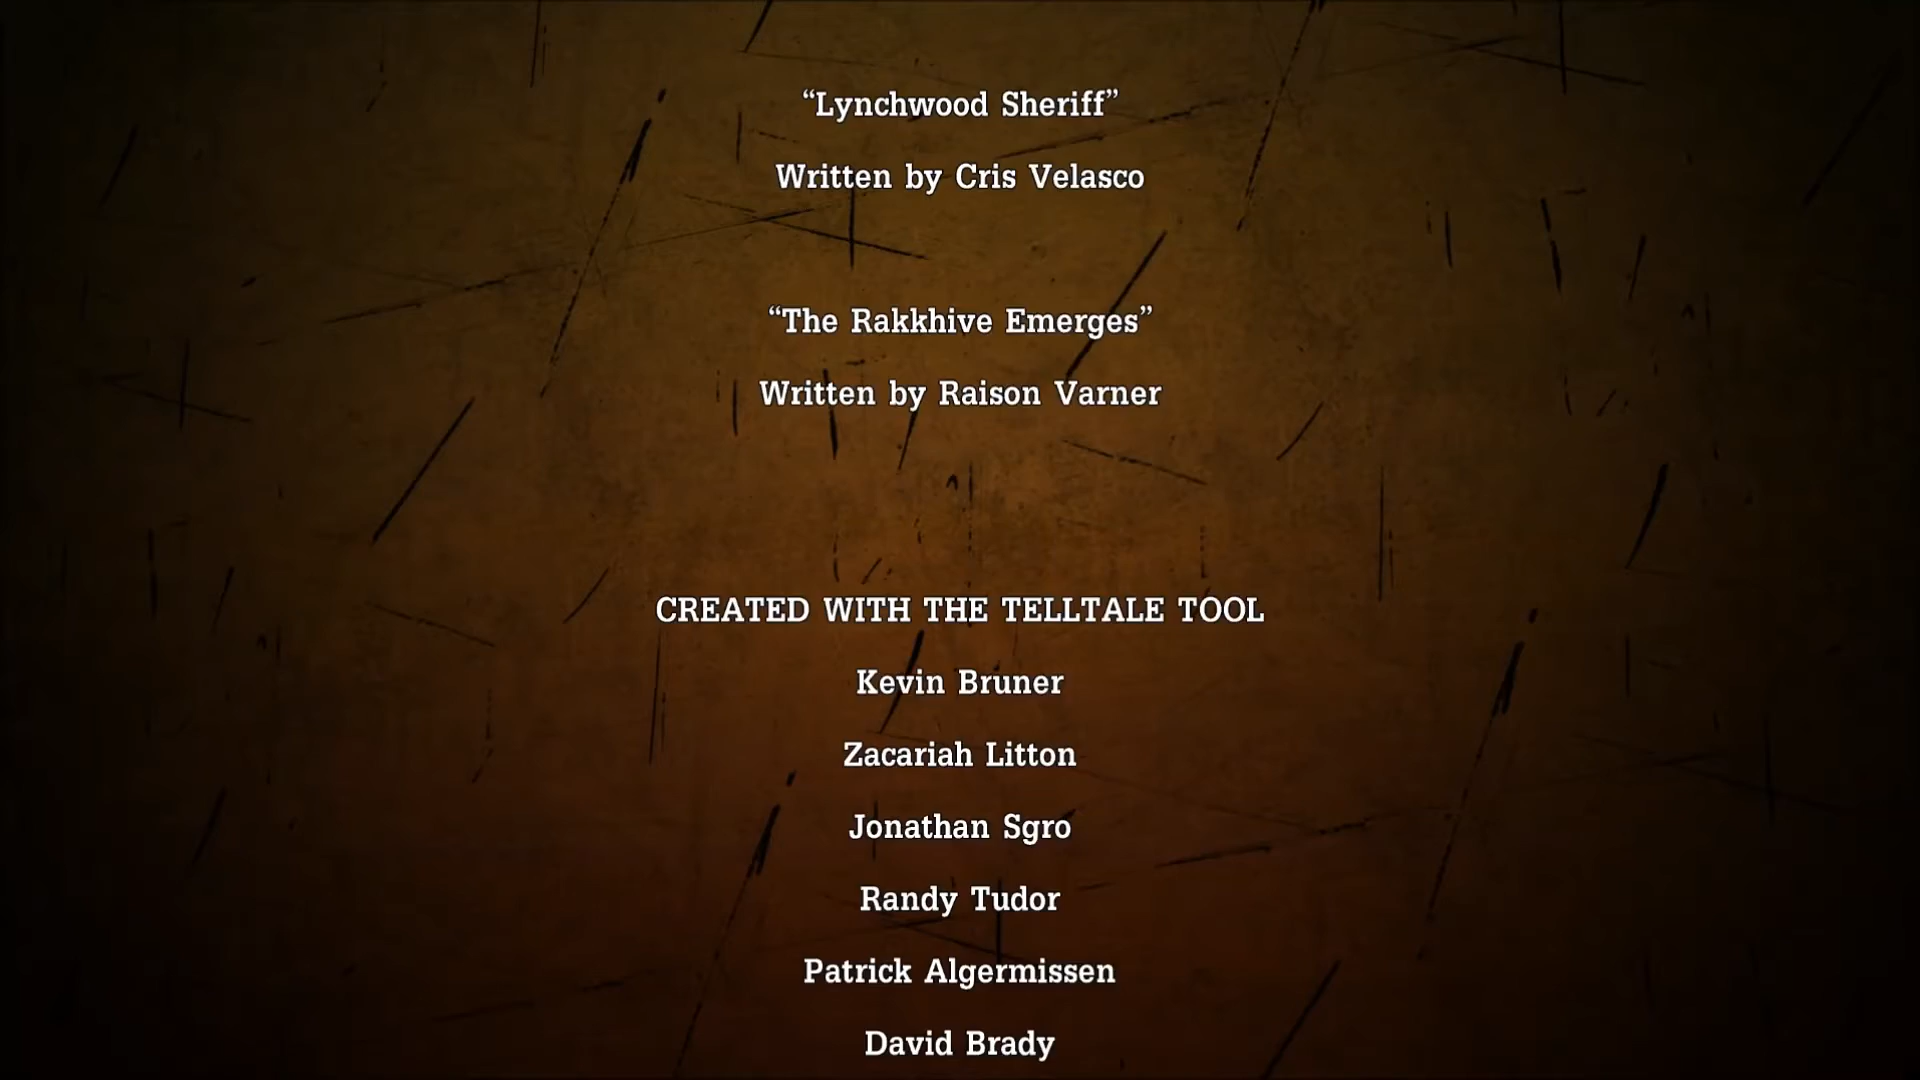 “Lynchwood Sheriff”
Written by Cris Velasco
“The Rakkhive Emerges”
Written by Raison Varner
CREATED WITH THE TELLTALE TOOL
Kevin Bruner
Zacariah Litton
Jonathan Sgro
Randy Tudor
Patrick Algermissen
David Brady